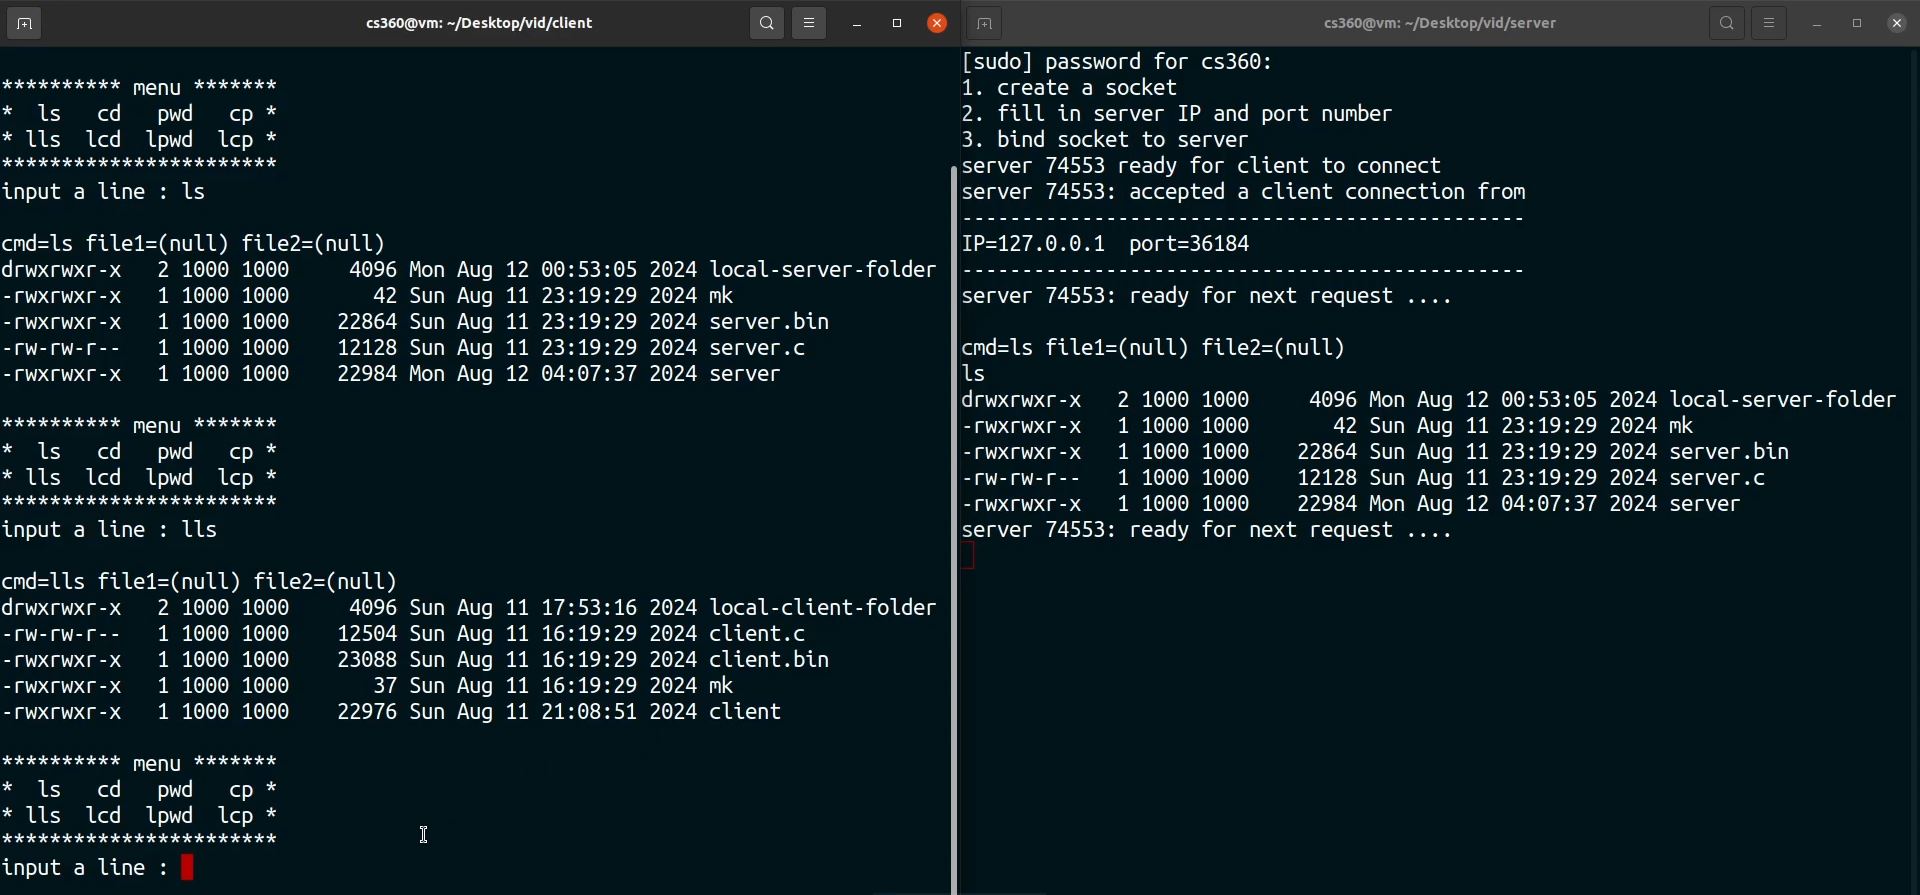 cs360@vm: ~/Desktop/vid/client
********** menu *******
*  ls   cd   pwd   cp *
* lls  lcd  lpwd  lcp *
***********************
input a line : ls
cmd=ls file1=(null) file2=(null)
drwxrwxr-x   2 1000 1000     4096 Mon Aug 12 00:53:05 2024 local-server-folder
-rwxrwxr-x   1 1000 1000       42 Sun Aug 11 23:19:29 2024 mk
-rwxrwxr-x   1 1000 1000    22864 Sun Aug 11 23:19:29 2024 server.bin
-rw-rw-r--   1 1000 1000    12128 Sun Aug 11 23:19:29 2024 server.c
-rwxrwxr-x   1 1000 1000    22984 Mon Aug 12 04:07:37 2024 server
********** menu *******
*  ls   cd   pwd   cp *
* lls  lcd  lpwd  lcp *
***********************
input a line : lls
cmd=lls file1=(null) file2=(null)
drwxrwxr-x   2 1000 1000     4096 Sun Aug 11 17:53:16 2024 local-client-folder
-rw-rw-r--   1 1000 1000    12504 Sun Aug 11 16:19:29 2024 client.c
-rwxrwxr-x   1 1000 1000    23088 Sun Aug 11 16:19:29 2024 client.bin
-rwxrwxr-x   1 1000 1000       37 Sun Aug 11 16:19:29 2024 mk
-rwxrwxr-x   1 1000 1000    22976 Sun Aug 11 21:08:51 2024 client
********** menu *******
*  ls   cd   pwd   cp *
* lls  lcd  lpwd  lcp *
***********************
input a line :
cs360@vm: ~/Desktop/vid/server
[sudo] password for cs360:
1. create a socket
2. fill in server IP and port number
3. bind socket to server
server 74553 ready for client to connect
server 74553: accepted a client connection from
-----------------------------------------------
IP=127.0.0.1  port=36184
-----------------------------------------------
server 74553: ready for next request ....
cmd=ls file1=(null) file2=(null)
ls
drwxrwxr-x   2 1000 1000     4096 Mon Aug 12 00:53:05 2024 local-server-folder
-rwxrwxr-x   1 1000 1000       42 Sun Aug 11 23:19:29 2024 mk
-rwxrwxr-x   1 1000 1000    22864 Sun Aug 11 23:19:29 2024 server.bin
-rw-rw-r--   1 1000 1000    12128 Sun Aug 11 23:19:29 2024 server.c
-rwxrwxr-x   1 1000 1000    22984 Mon Aug 12 04:07:37 2024 server
server 74553: ready for next request ....